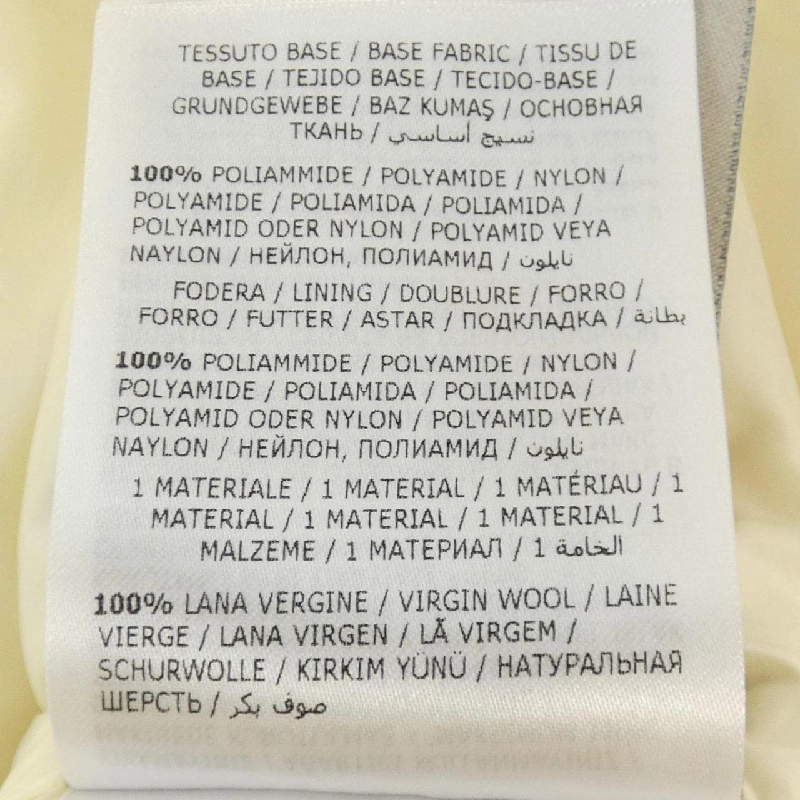 TESSUTO BASE / BASE FABRIC / TISSU DE
BASE / TEJIDO BASE / TECIDO-BASE /
GRUNDGEWEBE / BAZ KUMAŞ / ОСНОВНАЯ
ТКАНЬ / نسيج أساسي
100% POLIAMMIDE / POLYAMIDE / NYLON /
POLYAMIDE / POLIAMIDA / POLIAMIDA /
POLYAMID ODER NYLON / POLYAMID VEYA
NAYLON / НЕЙЛОН, ПОЛИАМИД / نايلون
FODERA / LINING / DOUBLURE / FORRO /
FORRO / FUTTER / ASTAR / ПОДКЛАДКА / بطانة
100% POLIAMMIDE / POLYAMIDE / NYLON /
POLYAMIDE / POLIAMIDA / POLIAMIDA /
POLYAMID ODER NYLON / POLYAMID VEYA
NAYLON / НЕЙЛОН, ПОЛИАМИД / نايلون
1 MATERIALE / 1 MATERIAL / 1 MATÉRIAU / 1
MATERIAL / 1 MATERIAL / 1 MATERIAL / 1
MALZEME / 1 МАТЕРИАЛ / 1 الخامة
100% LANA VERGINE / VIRGIN WOOL / LAINE
VIERGE / LANA VIRGEN / LÃ VIRGEM /
SCHURWOLLE / KIRKIM YÜNÜ / НАТУРАЛЬНАЯ
ШЕРСТЬ / صوف بكر